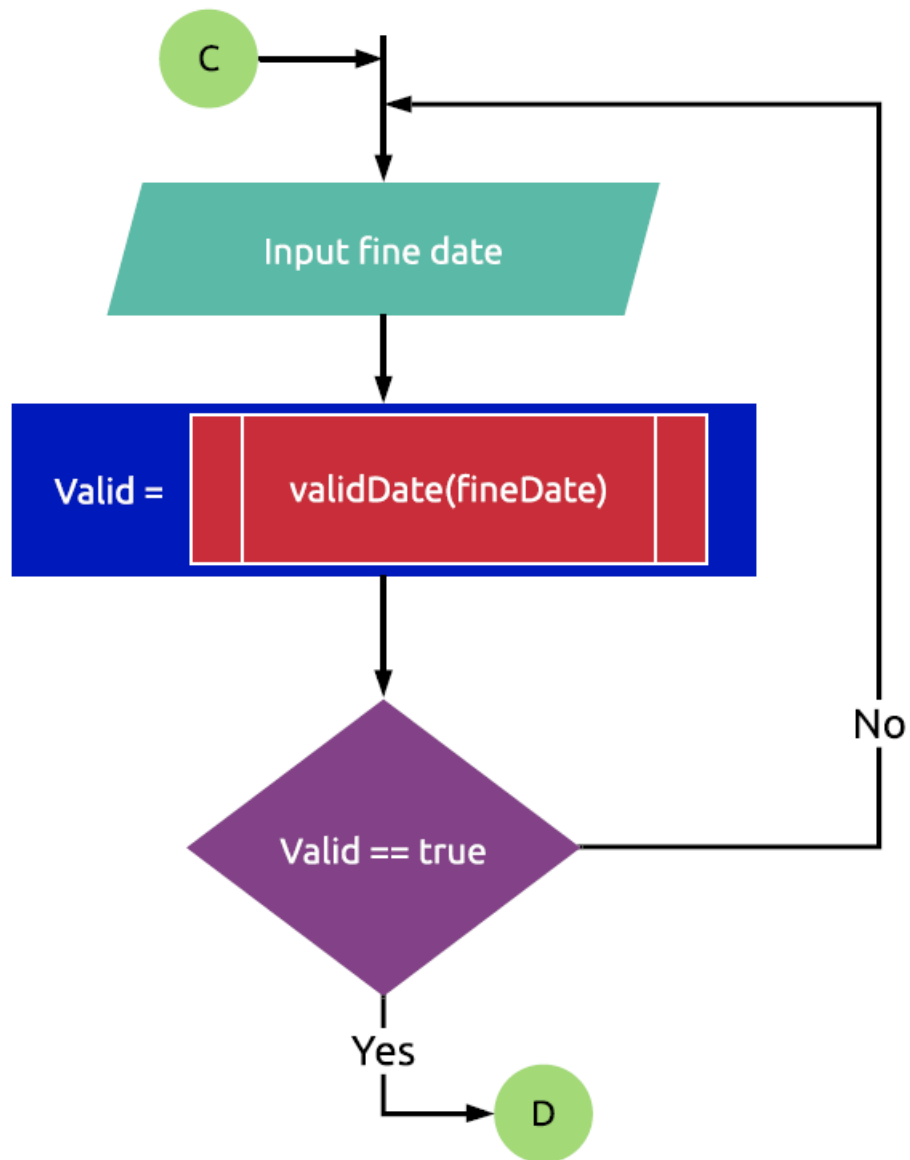 C
Input fine date
Valid = validDate(fineDate)
Valid == true
No
Yes
D